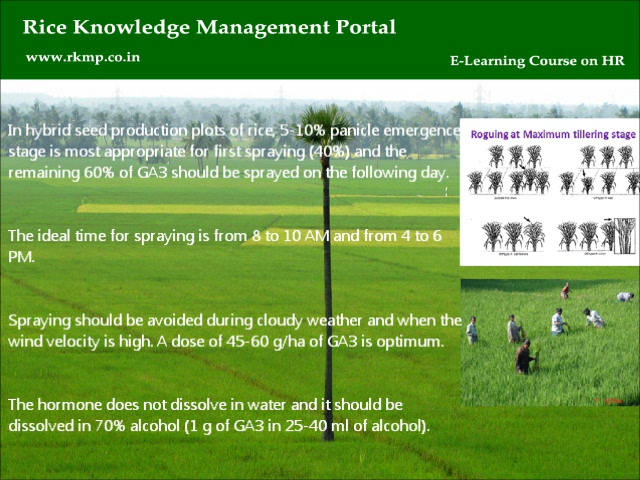 Rice Knowledge Management Portal
www.rkmp.co.in
E-Learning Course on HR
In hybrid seed production plots of rice, 5-10% panicle emergence
stage is most appropriate for first spraying (40%) and the
remaining 60% of GA3 should be sprayed on the following day.
Roguing at Maximum tillering stage
The ideal time for spraying is from 8 to 10 AM and from 4 to 6
PM.
Spraying should be avoided during cloudy weather and when the
wind velocity is high. A dose of 45-60 g/ha of GA3 is optimum.
The hormone does not dissolve in water and it should be
dissolved in 70% alcohol (1 g of GA3 in 25-40 ml of alcohol).